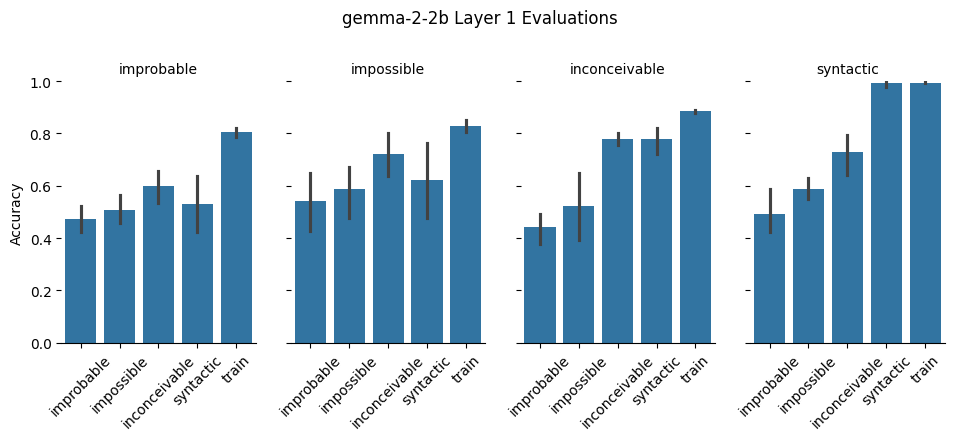 gemma-2-2b Layer 1 Evaluations
improbable
impossible
inconceivable
syntactic
Accuracy
1.0
0.8
0.6
0.4
0.2
0.0
improbable
impossible
inconceivable
syntactic
train
improbable
impossible
inconceivable
syntactic
train
improbable
impossible
inconceivable
syntactic
train
improbable
impossible
inconceivable
syntactic
train